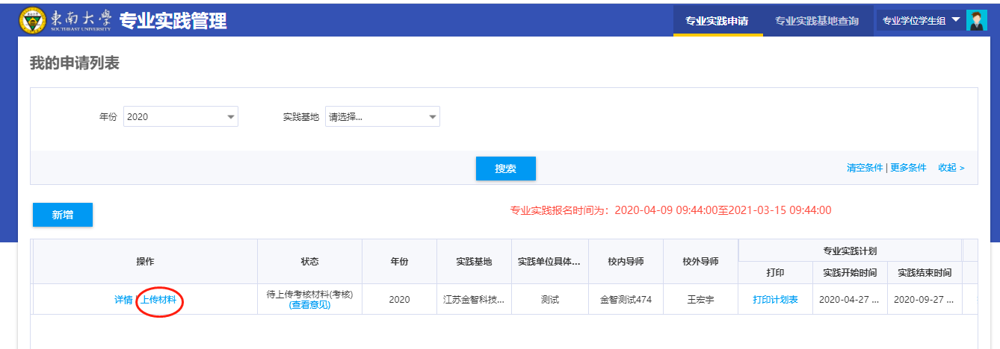 東南大學 专业实践管理 专业实践申请 专业实践基地查询 专业学位学生组
SOUTHEAST UNIVERSITY
我的申请列表
年份 2020 实践基地 请选择...
搜索 清空条件 | 更多条件 收起 >
新增 专业实践报名时间为：2020-04-09 09:44:00至2021-03-15 09:44:00
操作 状态 年份 实践基地 实践单位具体... 校内导师 校外导师 专业实践计划
打印 实践开始时间 实践结束时间
详情 | 上传材料 待上传考核材料(考核) 2020 江苏金智科技... 测试 金智测试474 王宏宇 打印计划表 2020-04-27 ... 2020-09-27 ...
(查看意见)